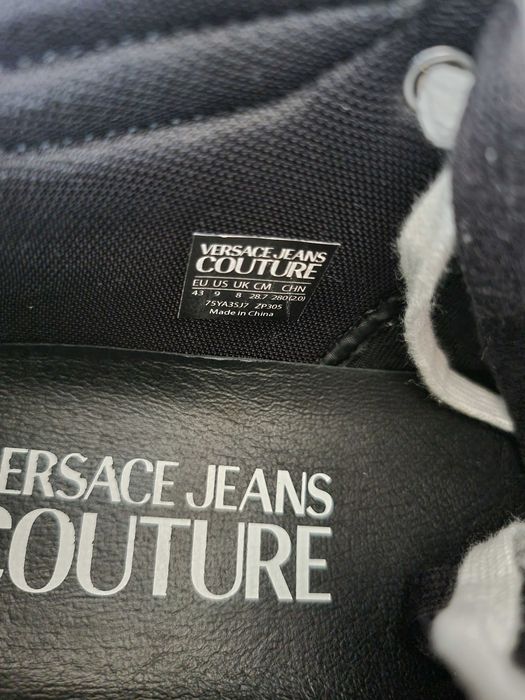 VERSACE JEANS
COUTURE
EU US UK CM CHN
43 9 8 28.7 280(2.0)
75YA3SJ7 ZP305
Made in China
ERSACE JEANS
COUTURE